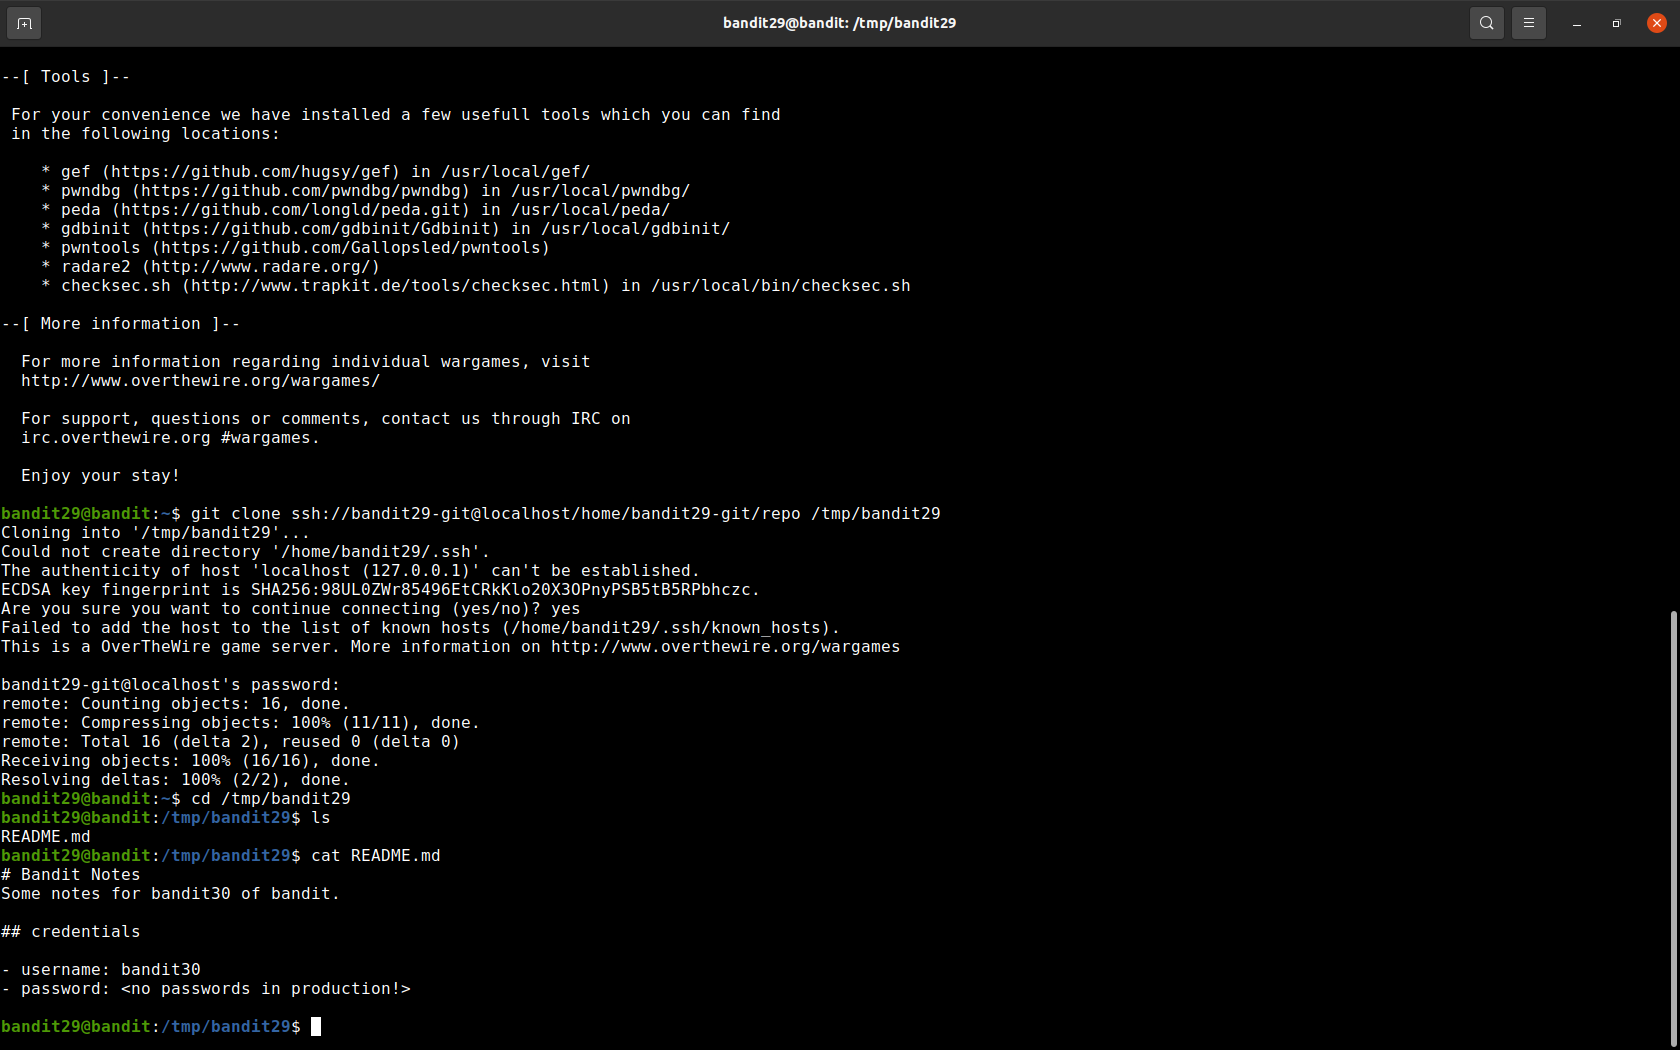 bandit29@bandit: /tmp/bandit29
--[ Tools ]--
For your convenience we have installed a few usefull tools which you can find
in the following locations:
* gef (https://github.com/hugsy/gef) in /usr/local/gef/
* pwndbg (https://github.com/pwndbg/pwndbg) in /usr/local/pwndbg/
* peda (https://github.com/longld/peda.git) in /usr/local/peda/
* gdbinit (https://github.com/gdbinit/Gdbinit) in /usr/local/gdbinit/
* pwntools (https://github.com/Gallopsled/pwntools)
* radare2 (http://www.radare.org/)
* checksec.sh (http://www.trapkit.de/tools/checksec.html) in /usr/local/bin/checksec.sh
--[ More information ]--
For more information regarding individual wargames, visit
http://www.overthewire.org/wargames/
For support, questions or comments, contact us through IRC on
irc.overthewire.org #wargames.
Enjoy your stay!
bandit29@bandit:~$ git clone ssh://bandit29-git@localhost/home/bandit29-git/repo /tmp/bandit29
Cloning into '/tmp/bandit29'...
Could not create directory '/home/bandit29/.ssh'.
The authenticity of host 'localhost (127.0.0.1)' can't be established.
ECDSA key fingerprint is SHA256:98UL0ZWr85496EtCRkKlo20X3OPnyPSB5tB5RPbhczc.
Are you sure you want to continue connecting (yes/no)? yes
Failed to add the host to the list of known hosts (/home/bandit29/.ssh/known_hosts).
This is a OverTheWire game server. More information on http://www.overthewire.org/wargames
bandit29-git@localhost's password:
remote: Counting objects: 16, done.
remote: Compressing objects: 100% (11/11), done.
remote: Total 16 (delta 2), reused 0 (delta 0)
Receiving objects: 100% (16/16), done.
Resolving deltas: 100% (2/2), done.
bandit29@bandit:~$ cd /tmp/bandit29
bandit29@bandit:/tmp/bandit29$ ls
README.md
bandit29@bandit:/tmp/bandit29$ cat README.md
# Bandit Notes
Some notes for bandit30 of bandit.
## credentials
- username: bandit30
- password: <no passwords in production!>
bandit29@bandit:/tmp/bandit29$